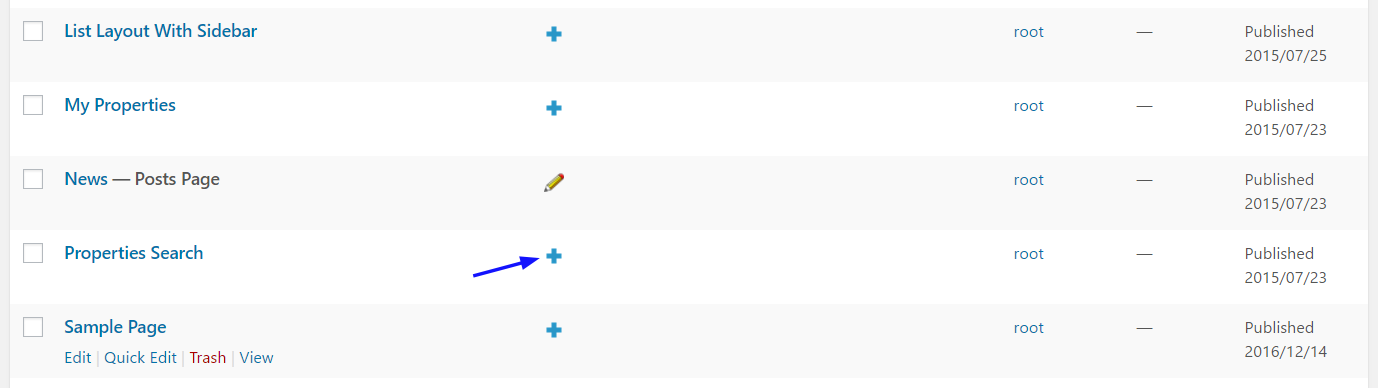 List Layout With Sidebar root — Published
2015/07/25
My Properties root — Published
2015/07/23
News — Posts Page root — Published
2015/07/23
Properties Search root — Published
2015/07/23
Sample Page root — Published
2016/12/14
Edit | Quick Edit | Trash | View